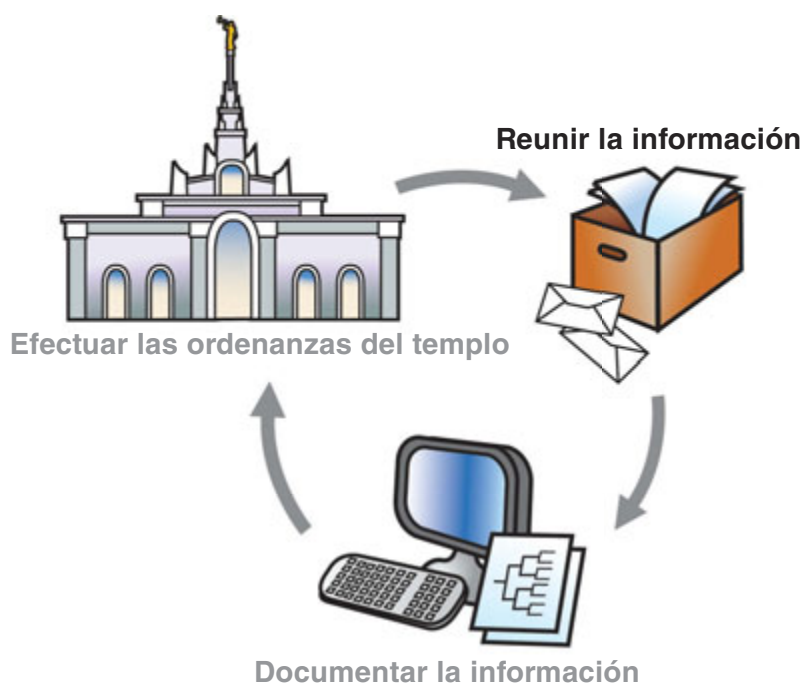 Reunir la información
Efectuar las ordenanzas del templo
Documentar la información